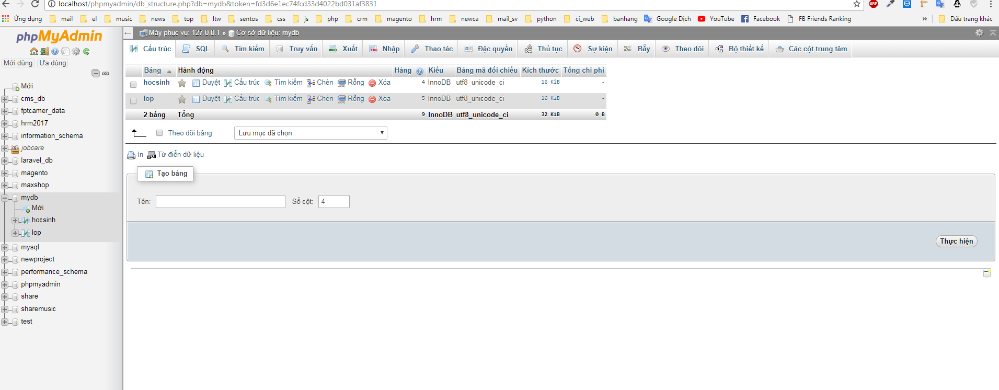 localhost/phpmyadmin/db_structure.php?db=mydb&token=fd3d6e1ec74fcd33d4022bd031af3831
ABP
Ứng dụng mail el music news top ltw sentos css js php crm magento hrm newca mail_sv python ci_web banhang Google Dịch YouTube Facebook FB Friends Ranking » Dấu trang khác
phpMyAdmin
Mới dùng Ưa dùng
Mới
cms_db
fptcamer_data
hrm2017
information_schema
jobcare
laravel_db
magento
maxshop
mydb
Mới
hocsinh
lop
mysql
newproject
performance_schema
phpmyadmin
share
sharemusic
test
Máy phục vụ: 127.0.0.1 » Cơ sở dữ liệu: mydb
Cấu trúc SQL Tìm kiếm Truy vấn Xuất Nhập Thao tác Đặc quyền Thủ tục Sự kiện Bẫy Theo dõi Bộ thiết kế Các cột trung tâm
Bảng Hành động Hàng Kiểu Bảng mã đối chiếu Kích thước Tổng chi phí
hocsinh Duyệt Cấu trúc Tìm kiếm Chèn Rỗng Xóa 4 InnoDB utf8_unicode_ci 16 KiB -
lop Duyệt Cấu trúc Tìm kiếm Chèn Rỗng Xóa 5 InnoDB utf8_unicode_ci 16 KiB -
2 bảng Tổng 9 InnoDB utf8_unicode_ci 32 KiB 0 B
Theo dõi bảng Lưu mục đã chọn
In Từ điển dữ liệu
Tạo bảng
Tên: Số cột: 4
Thực hiện